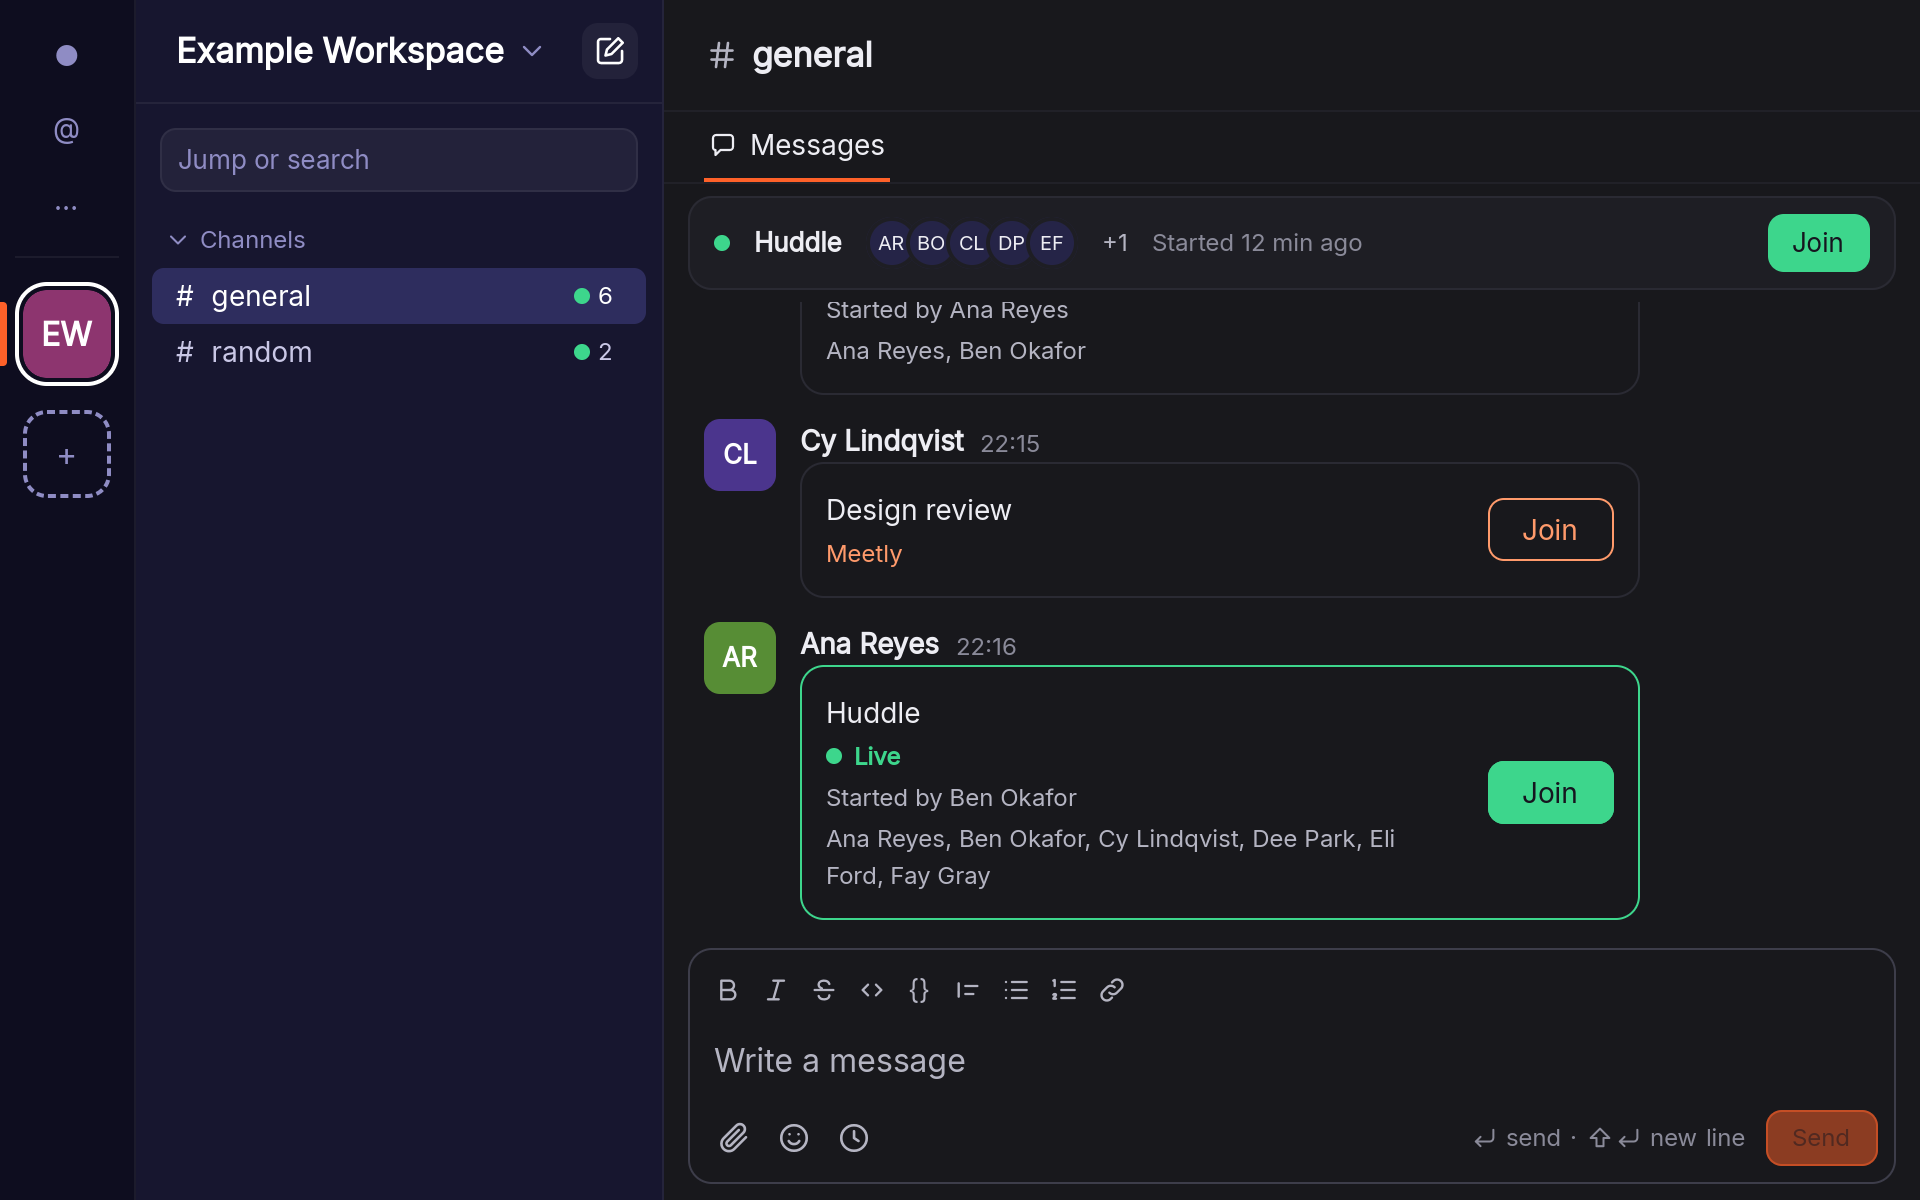 @
...
EW
+
Example Workspace
Jump or search
Channels
# general 6
# random 2
# general
Messages
Huddle AR BO CL DP EF +1 Started 12 min ago Join
Started by Ana Reyes
Ana Reyes, Ben Okafor
CL Cy Lindqvist 22:15
Design review
Meetly
Join
AR Ana Reyes 22:16
Huddle
Live
Started by Ben Okafor
Ana Reyes, Ben Okafor, Cy Lindqvist, Dee Park, Eli
Ford, Fay Gray
Join
Write a message
send · new line Send